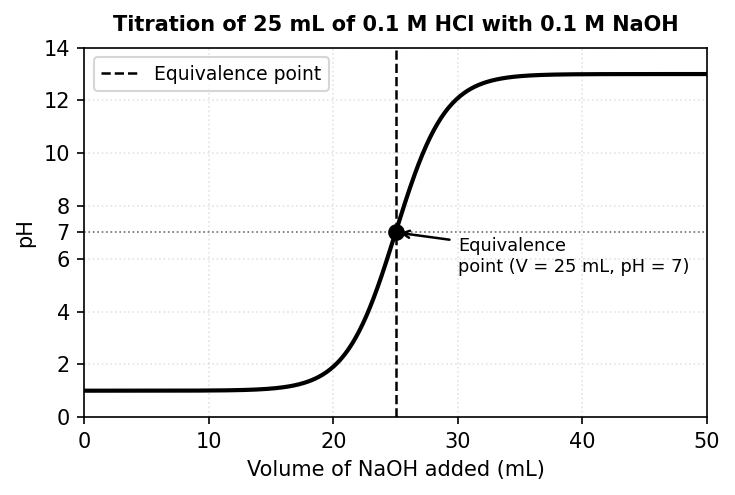 Titration of 25 mL of 0.1 M HCl with 0.1 M NaOH
Equivalence point
pH
14
12
10
8
7
6
4
2
0
Equivalence
point (V = 25 mL, pH = 7)
0 10 20 30 40 50
Volume of NaOH added (mL)